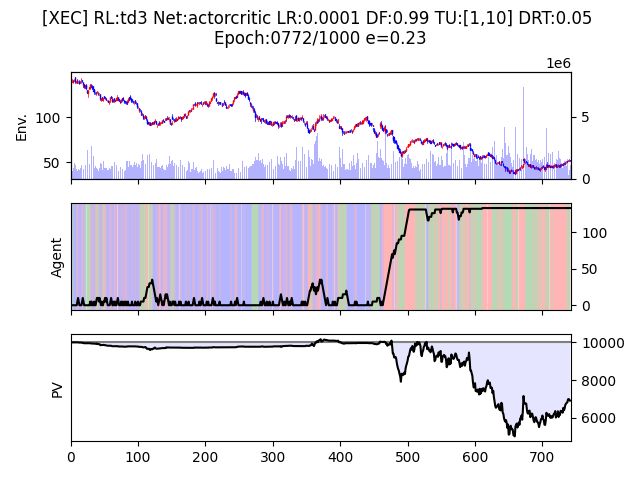 [XEC] RL:td3 Net:actorcritic LR:0.0001 DF:0.99 TU:[1,10] DRT:0.05
Epoch:0772/1000 e=0.23
1e6
Env.
100
50
5
0
Agent
100
50
0
PV
10000
8000
6000
0 100 200 300 400 500 600 700